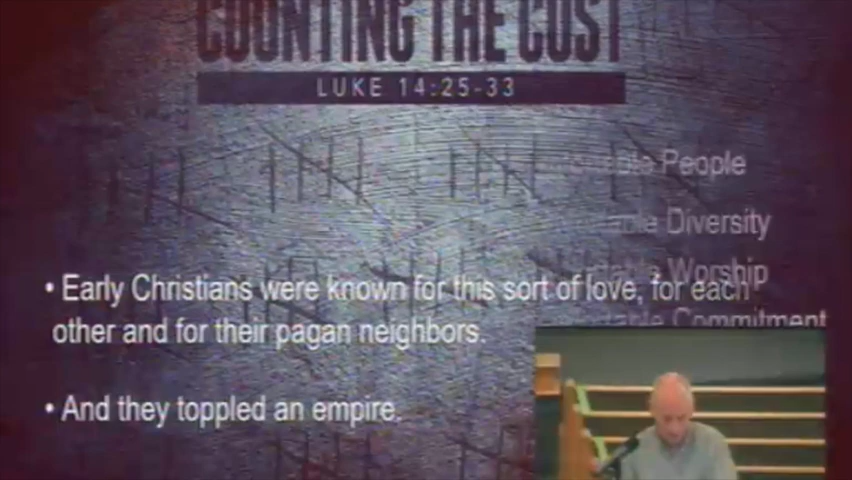 COUNTING THE COST
LUKE 14:25-33
People
Diversity
Worship
Commitment
• Early Christians were known for this sort of love, for each
other and for their pagan neighbors.
• And they toppled an empire.